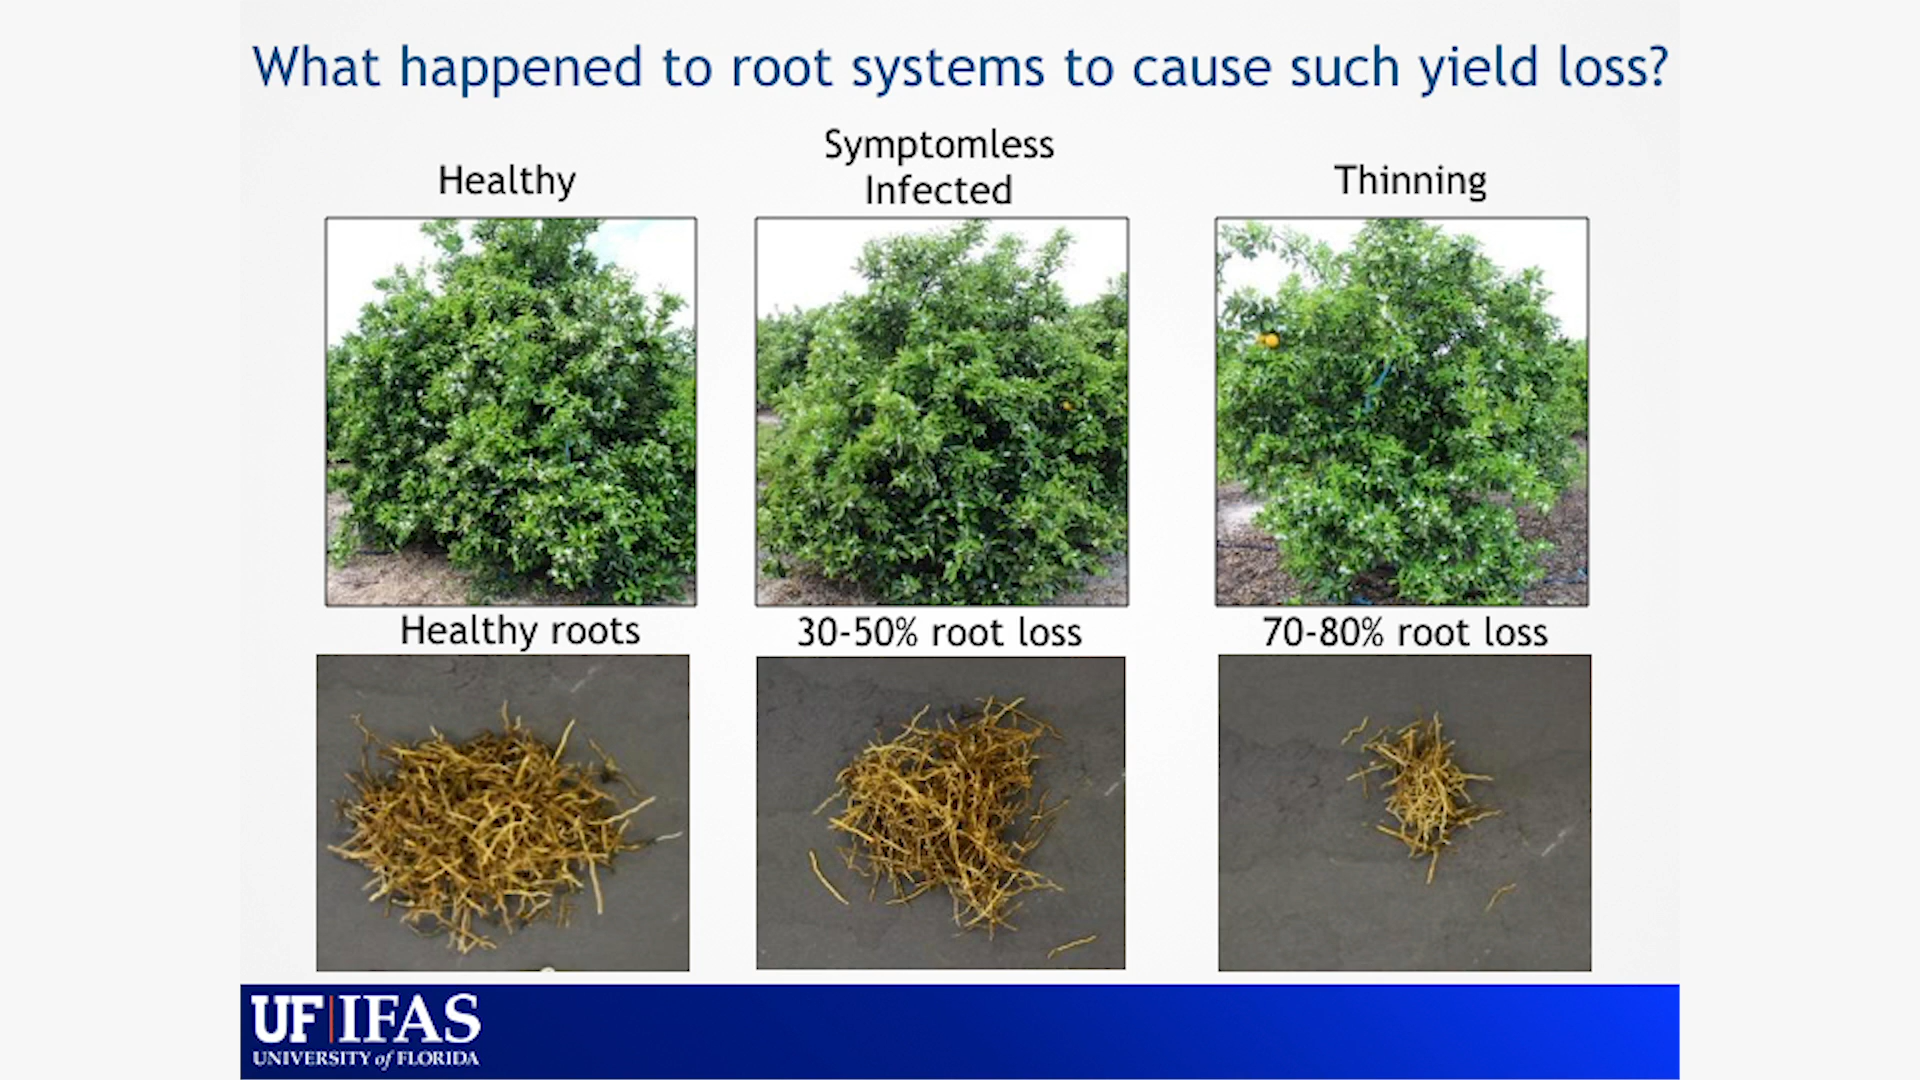 What happened to root systems to cause such yield loss?
Healthy
Symptomless
Infected
Thinning
Healthy roots
30-50% root loss
70-80% root loss
UF|IFAS
UNIVERSITY of FLORIDA